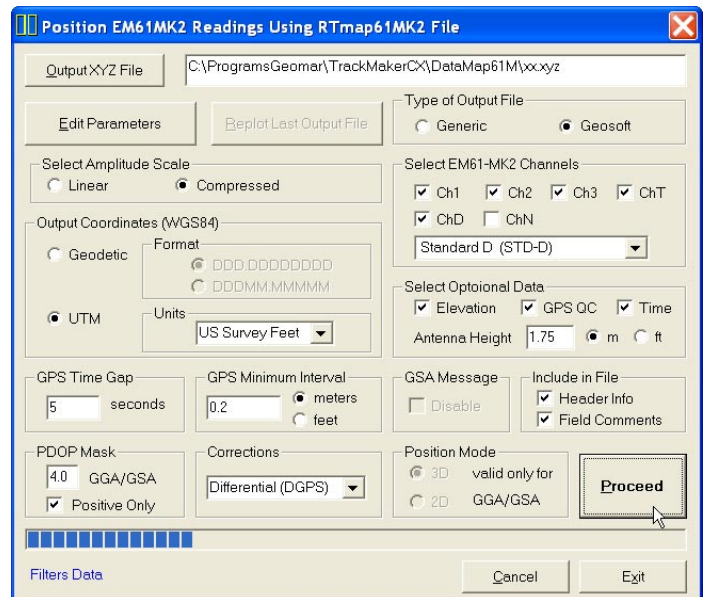 Position EM61MK2 Readings Using RTmap61MK2 File
Output XYZ File
C:\ProgramsGeomar\TrackMakerCX\DataMap61M\xx.xyz
Edit Parameters
Replot Last Output File
Type of Output File
Generic
Geosoft
Select Amplitude Scale
Linear
Compressed
Select EM61-MK2 Channels
Ch1
Ch2
Ch3
ChT
ChD
ChN
Standard D (STD-D)
Output Coordinates (WGS84)
Geodetic
Format
DDD.DDDDDDDD
DDDMM.MMMMM
UTM
Units
US Survey Feet
Select Optoional Data
Elevation
GPS QC
Time
Antenna Height
1.75
m
ft
GPS Time Gap
5
seconds
GPS Minimum Interval
0.2
meters
feet
GSA Message
Disable
Include in File
Header Info
Field Comments
PDOP Mask
4.0
GGA/GSA
Positive Only
Corrections
Differential (DGPS)
Position Mode
3D
valid only for
2D
GGA/GSA
Proceed
Filters Data
Cancel
Exit